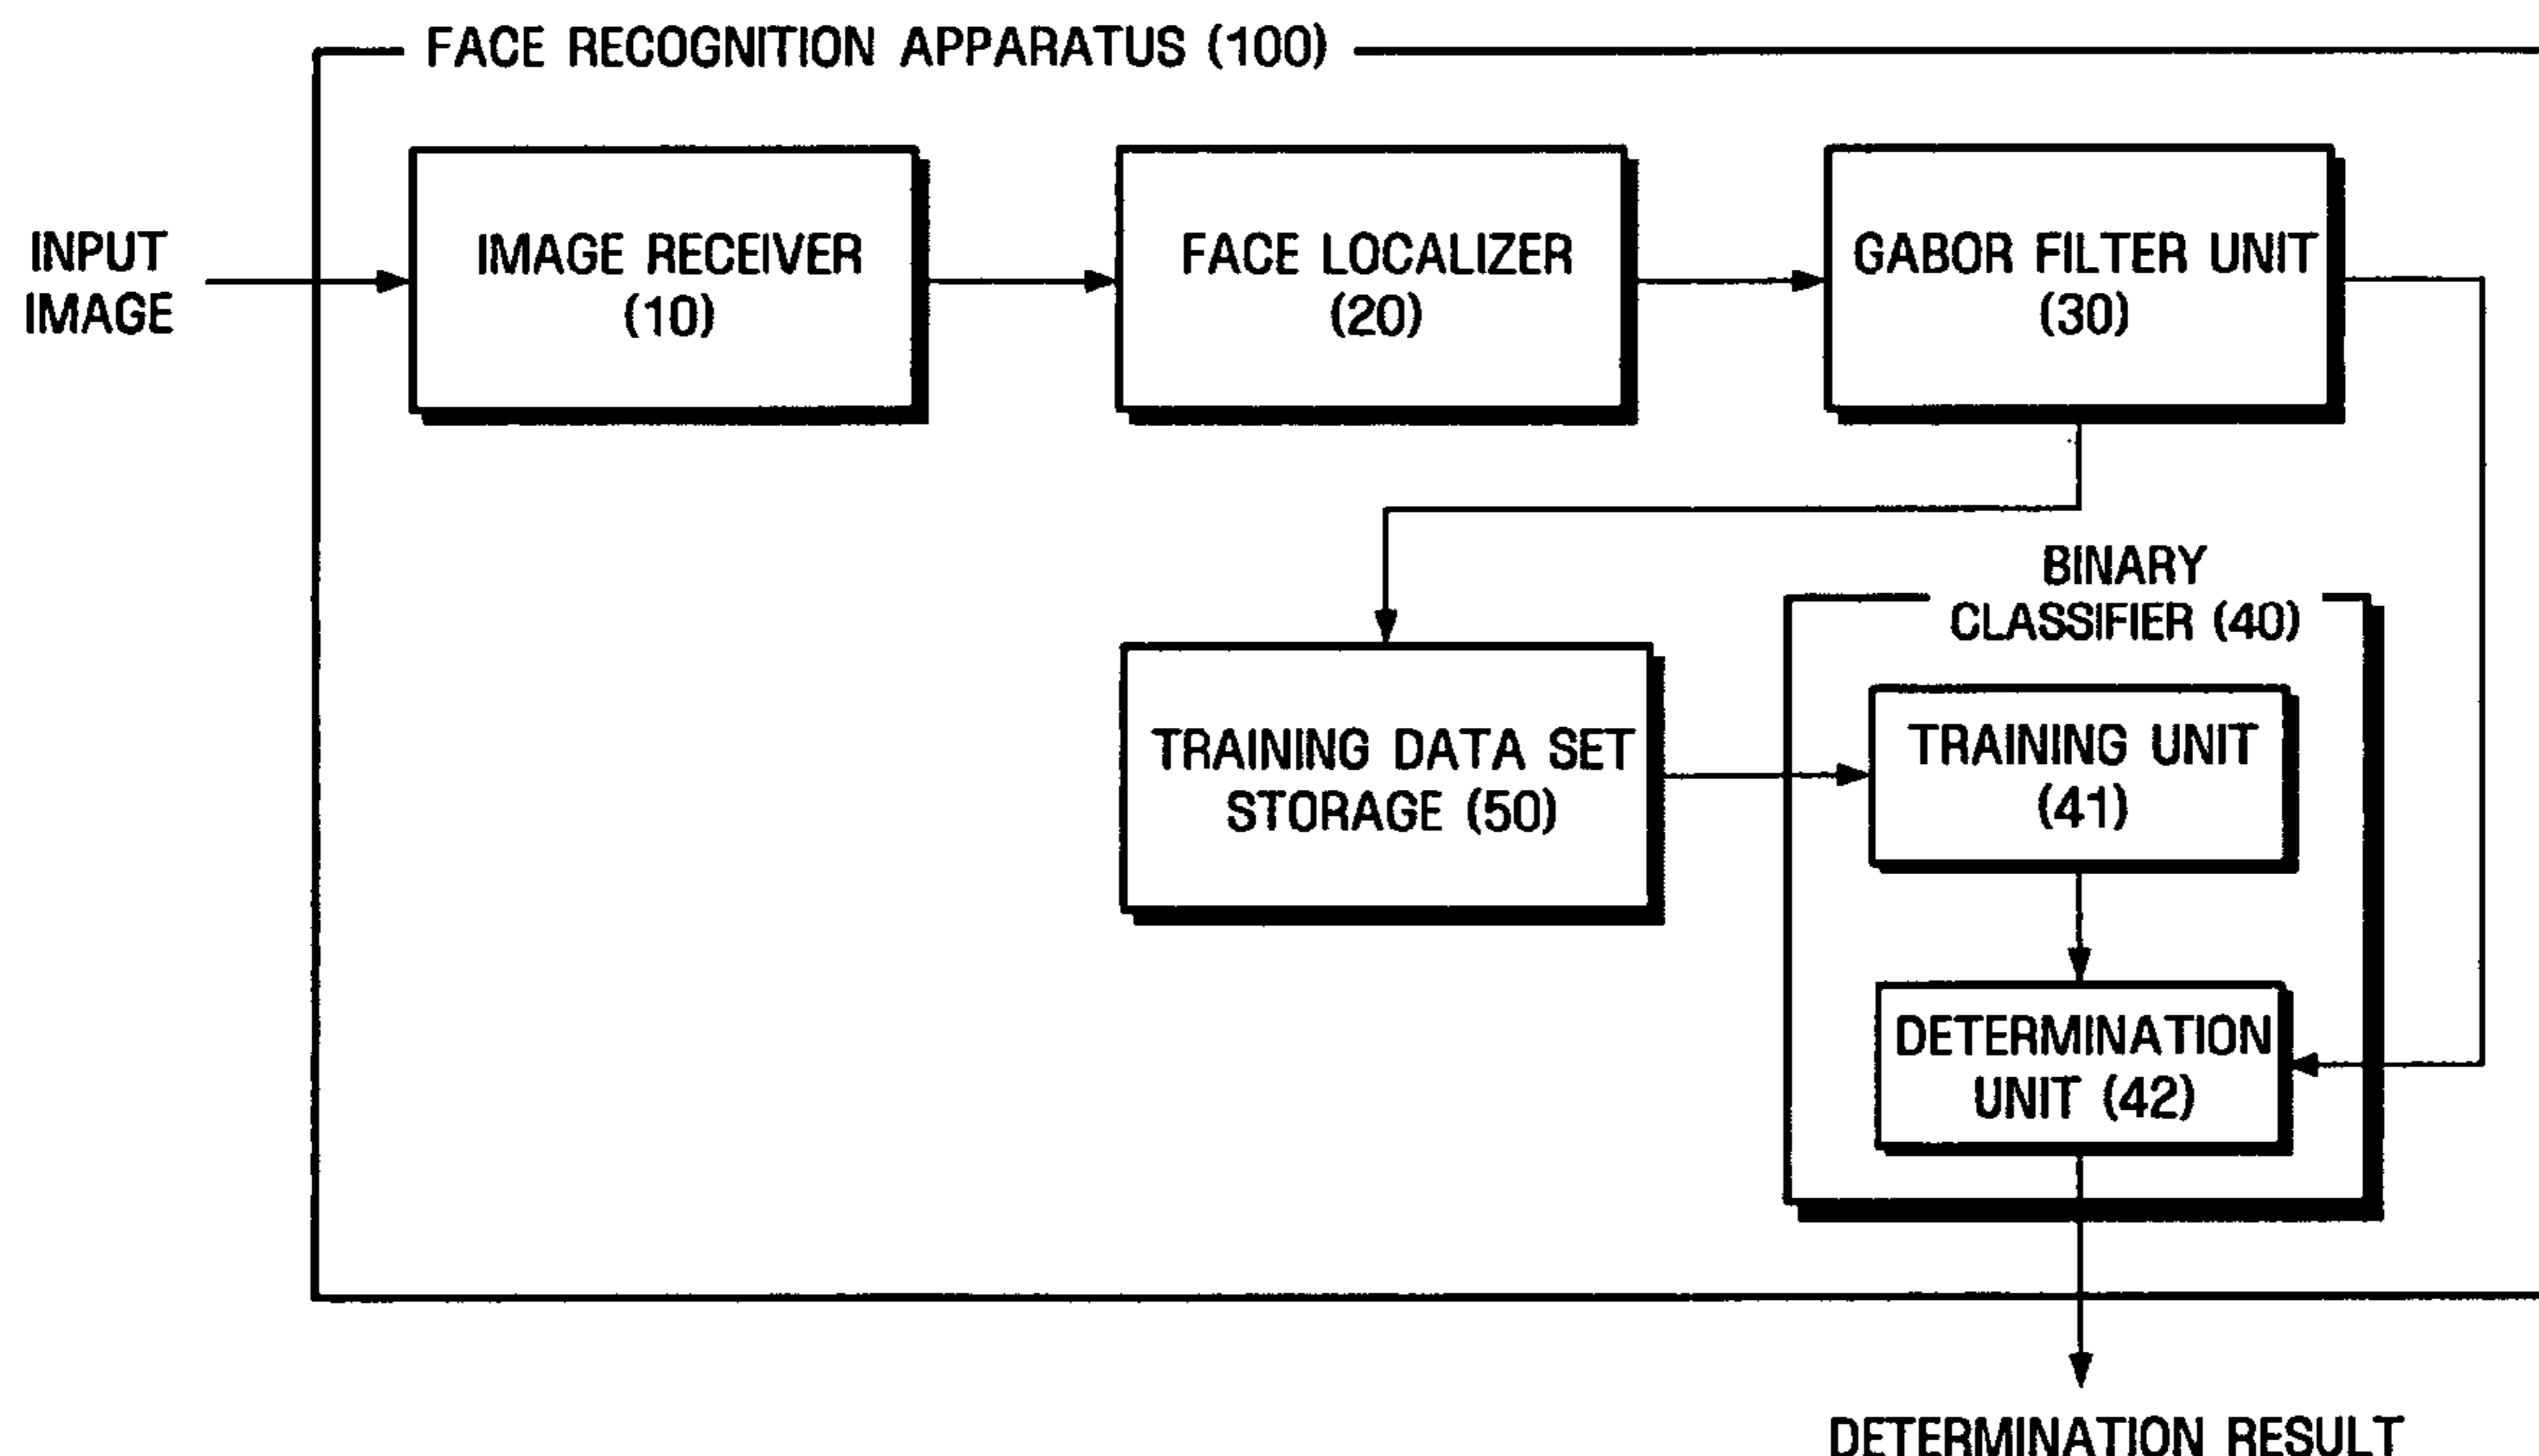 FACE RECOGNITION APPARATUS (100)
INPUT
IMAGE
IMAGE RECEIVER
(10)
FACE LOCALIZER
(20)
GABOR FILTER UNIT
(30)
BINARY
CLASSIFIER (40)
TRAINING DATA SET
STORAGE (50)
TRAINING UNIT
(41)
DETERMINATION
UNIT (42)
DETERMINATION RESULT